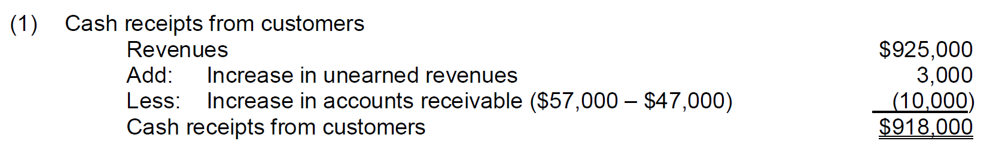 (1) Cash receipts from customers
Revenues $925,000
Add: Increase in unearned revenues 3,000
Less: Increase in accounts receivable ($57,000 – $47,000) (10,000)
Cash receipts from customers $918,000